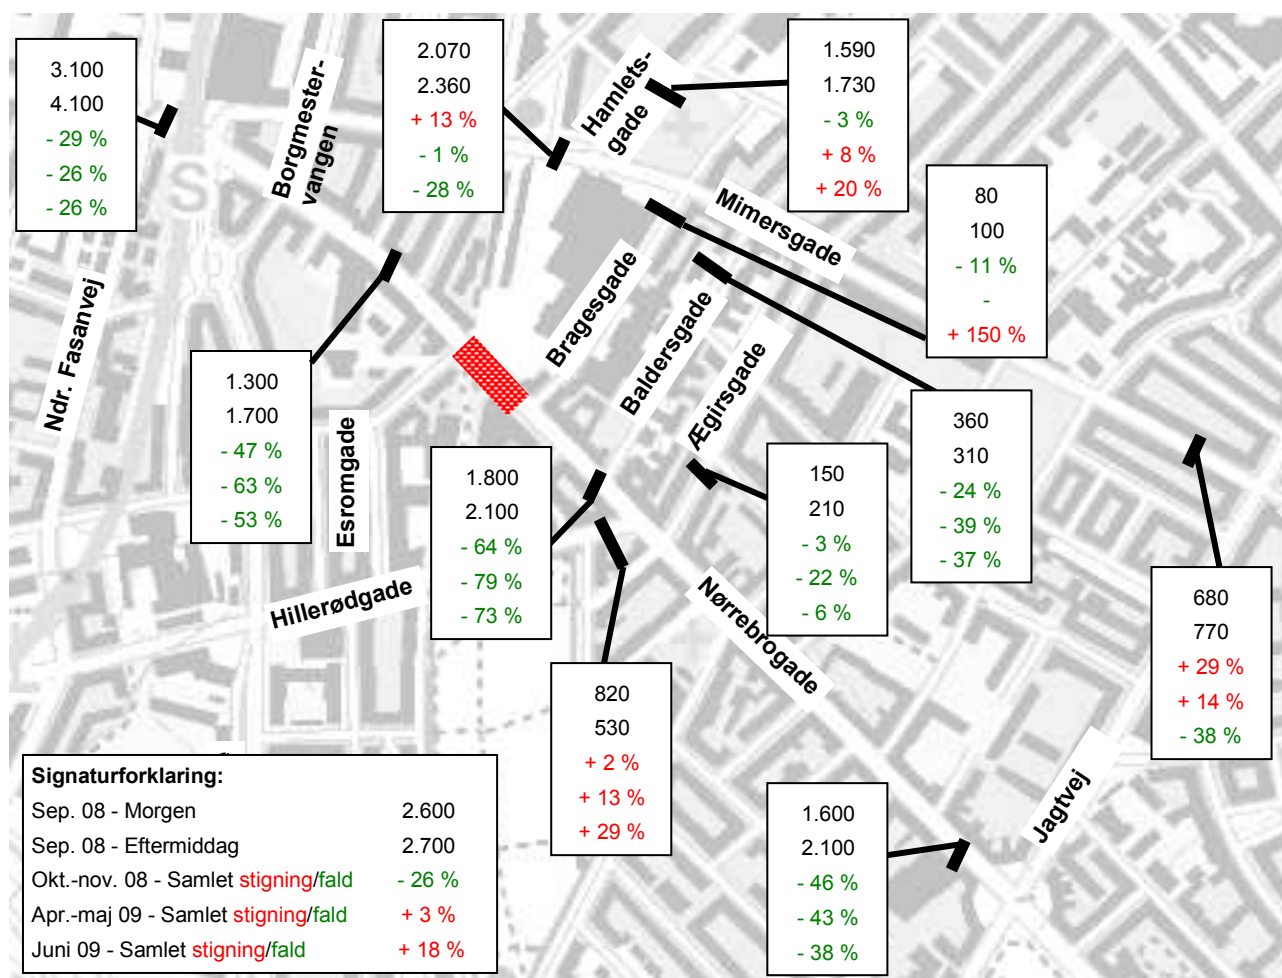 3.100
4.100
- 29 %
- 26 %
- 26 %
Borgmester-
vangen
2.070
2.360
+ 13 %
- 1 %
- 28 %
Hamlets-
gade
1.590
1.730
- 3 %
+ 8 %
+ 20 %
S
Mimersgade
80
100
- 11 %
-
+ 150 %
Ndr. Fasanvej
Bragesgade
Baldersgade
Ægirsgade
1.300
1.700
- 47 %
- 63 %
- 53 %
Esromgade
360
310
- 24 %
- 39 %
- 37 %
1.800
2.100
- 64 %
- 79 %
- 73 %
150
210
- 3 %
- 22 %
- 6 %
Hillerødgade
Nørrebrogade
680
770
+ 29 %
+ 14 %
- 38 %
820
530
+ 2 %
+ 13 %
+ 29 %
Jagtvej
1.600
2.100
- 46 %
- 43 %
- 38 %
Signaturforklaring:
Sep. 08 - Morgen 2.600
Sep. 08 - Eftermiddag 2.700
Okt.-nov. 08 - Samlet stigning/fald - 26 %
Apr.-maj 09 - Samlet stigning/fald + 3 %
Juni 09 - Samlet stigning/fald + 18 %